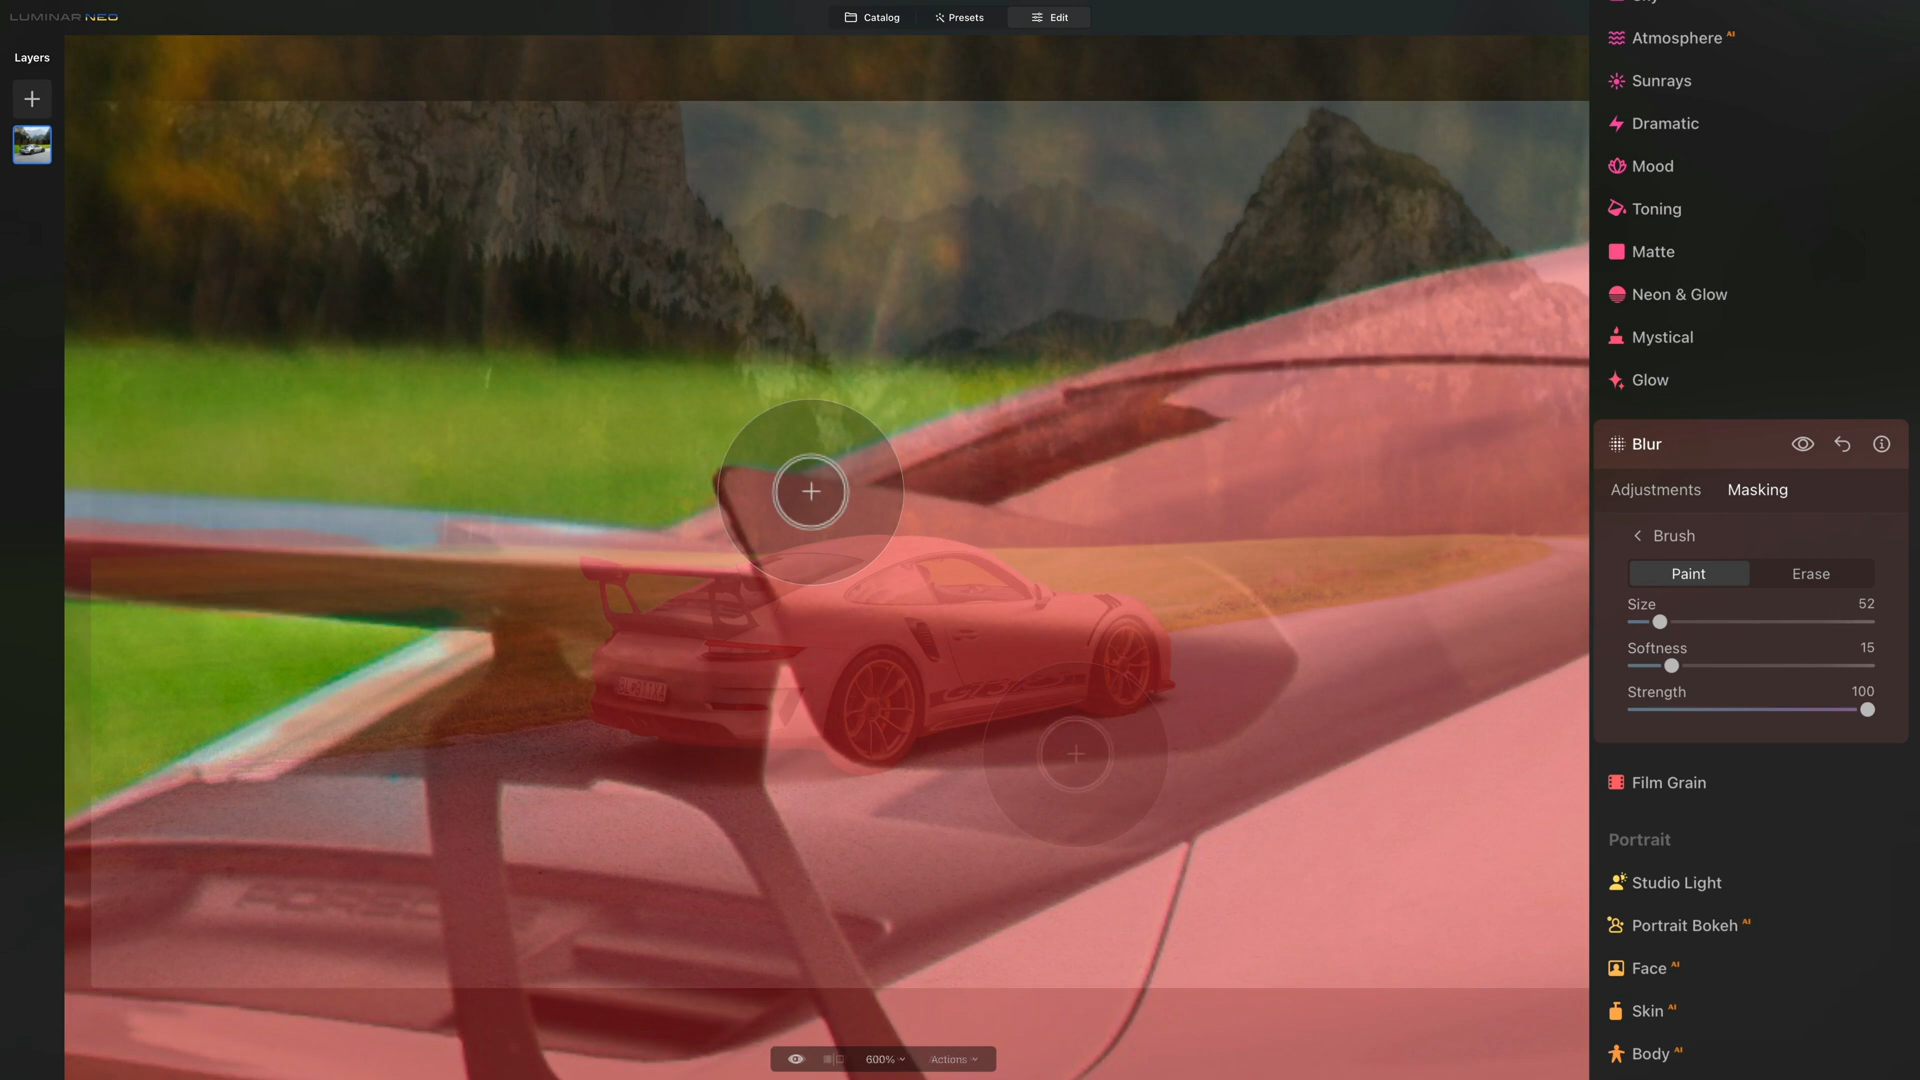 LUMINAR NEO
Catalog
Presets
Edit
Layers
Atmosphere AI
Sunrays
Dramatic
Mood
Toning
Matte
Neon & Glow
Mystical
Glow
Blur
Adjustments
Masking
Brush
Paint
Erase
Size
52
Softness
15
Strength
100
Film Grain
Portrait
Studio Light
Portrait Bokeh AI
Face AI
Skin AI
Body AI
600%
Actions